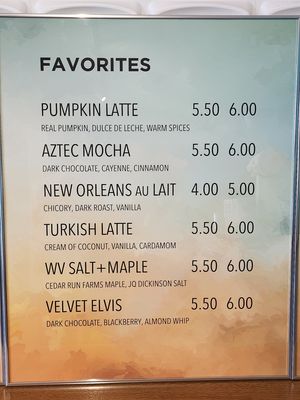 FAVORITES
PUMPKIN LATTE 5.50 6.00
REAL PUMPKIN, DULCE DE LECHE, WARM SPICES
AZTEC MOCHA 5.50 6.00
DARK CHOCOLATE, CAYENNE, CINNAMON
NEW ORLEANS AU LAIT 4.00 5.00
CHICORY, DARK ROAST, VANILLA
TURKISH LATTE 5.50 6.00
CREAM OF COCONUT, VANILLA, CARDAMOM
WV SALT+MAPLE 5.50 6.00
CEDAR RUN FARMS MAPLE, JQ DICKINSON SALT
VELVET ELVIS 5.50 6.00
DARK CHOCOLATE, BLACKBERRY, ALMOND WHIP